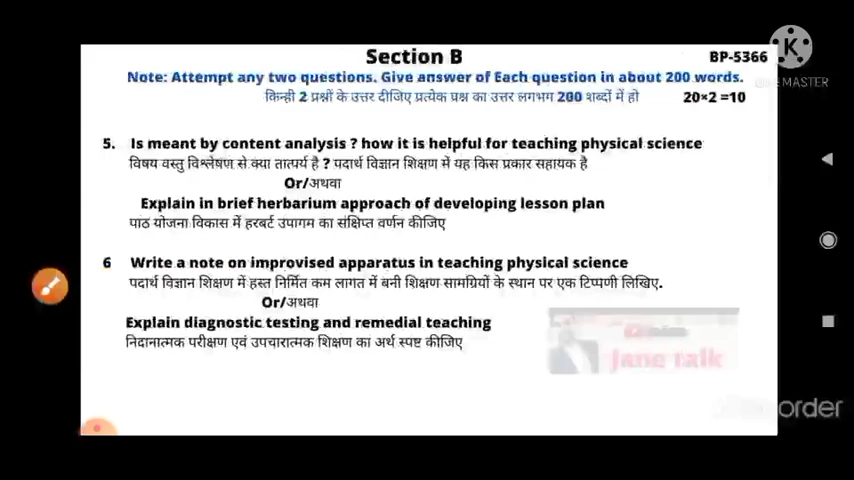 Section B
BP-5366
Note: Attempt any two questions. Give answer of Each question in about 200 words.
किन्ही 2 प्रश्नों के उत्तर दीजिए प्रत्येक प्रश्न का उत्तर लगभग 200 शब्दों में हो 20×2 =10
5. Is meant by content analysis ? how it is helpful for teaching physical science
विषय वस्तु विश्लेषण से क्या तात्पर्य है ? पदार्थ विज्ञान शिक्षण में यह किस प्रकार सहायक है
Or/अथवा
Explain in brief herbarium approach of developing lesson plan
पाठ योजना विकास में हरबर्ट उपागम का संक्षिप्त वर्णन कीजिए
6 Write a note on improvised apparatus in teaching physical science
पदार्थ विज्ञान शिक्षण में हस्त निर्मित कम लागत में बनी शिक्षण सामग्रियों के स्थान पर एक टिप्पणी लिखिए.
Or/अथवा
Explain diagnostic testing and remedial teaching
निदानात्मक परीक्षण एवं उपचारात्मक शिक्षण का अर्थ स्पष्ट कीजिए
Jane talk